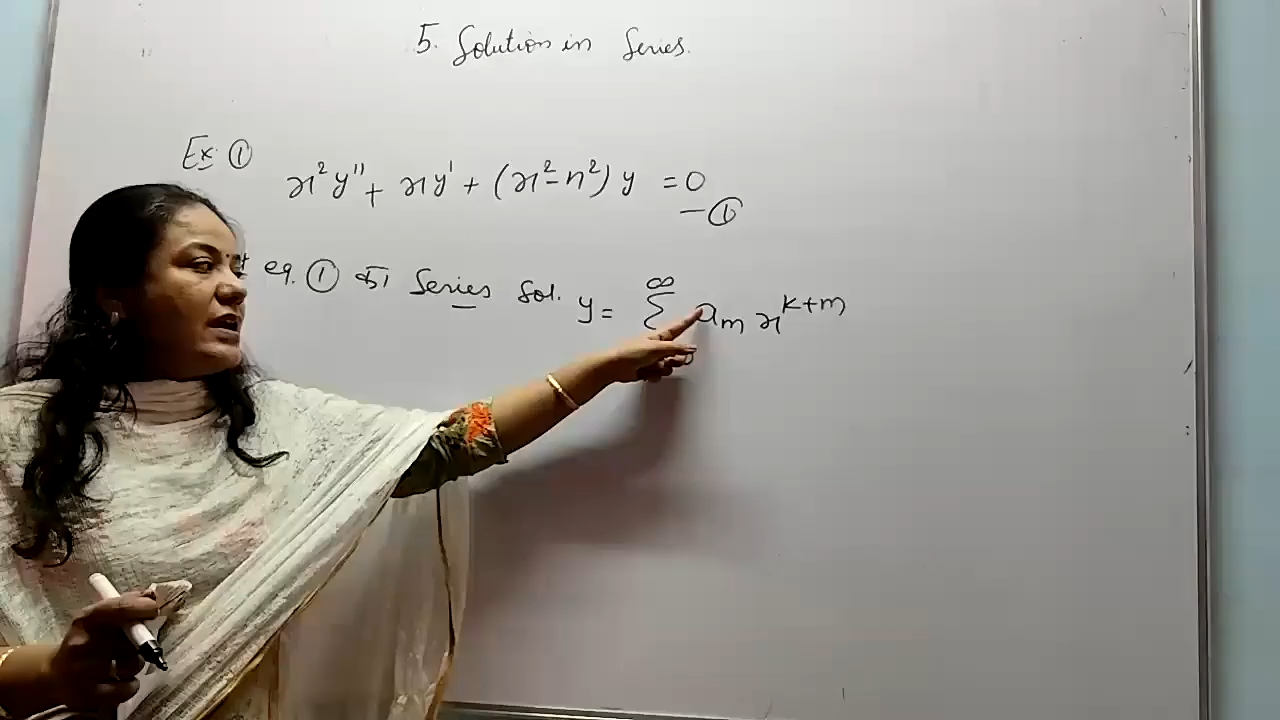 5. Solution in Series.
Ex. ①
x²y'' + xy' + (x² - n²) y = 0
— ①
eq. ① का Series Sol. y = ∞ Σ aₘ x^{k+m}